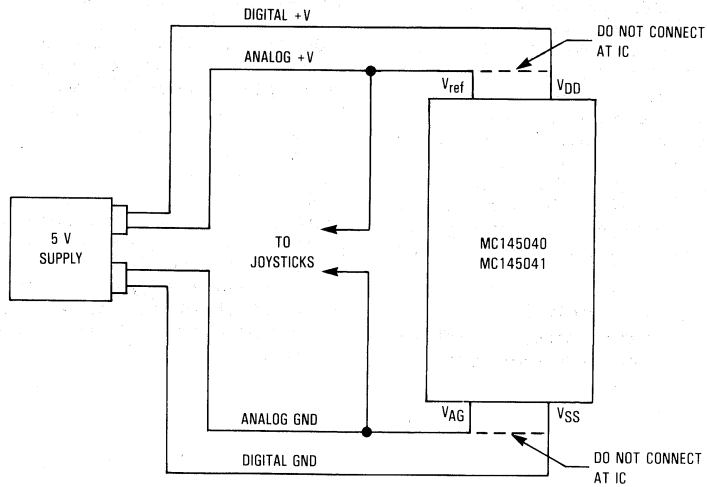 DIGITAL +V
DO NOT CONNECT
AT IC
ANALOG +V
Vref
VDD
5 V
SUPPLY
TO
JOYSTICKS
MC145040
MC145041
VAG
VSS
ANALOG GND
DIGITAL GND
DO NOT CONNECT
AT IC